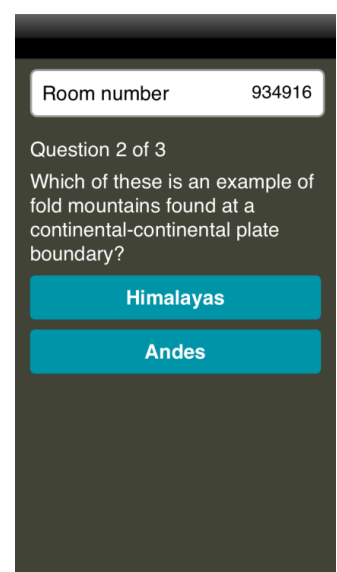 Room number 934916
Question 2 of 3
Which of these is an example of
fold mountains found at a
continental-continental plate
boundary?
Himalayas
Andes